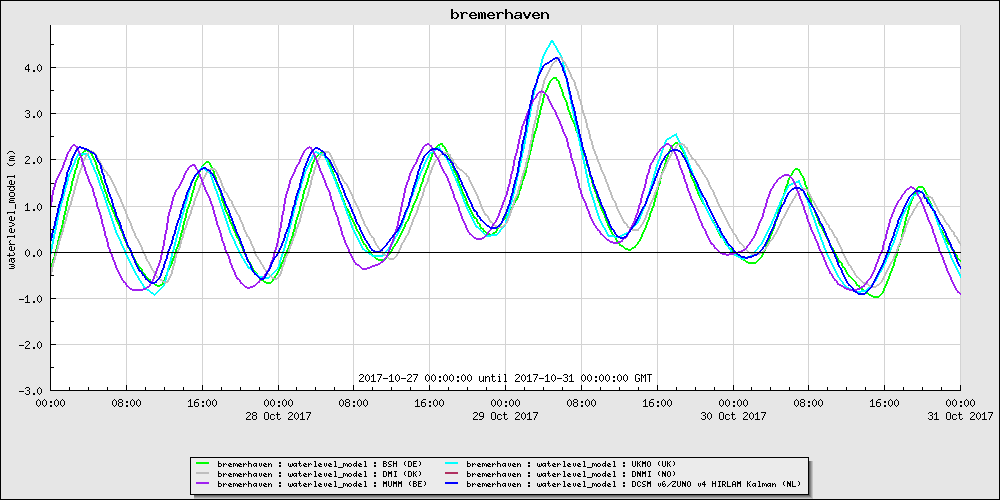 bremerhaven
waterlevel_model (m)
4.0
3.0
2.0
1.0
0.0
-1.0
-2.0
-3.0
2017-10-27 00:00:00 until 2017-10-31 00:00:00 GMT
00:00 08:00 16:00 00:00 08:00 16:00 00:00 08:00 16:00 00:00 08:00 16:00 00:00
28 Oct 2017 29 Oct 2017 30 Oct 2017 31 Oct 2017
bremerhaven : waterlevel_model : BSH (DE) bremerhaven : waterlevel_model : UKMO (UK)
bremerhaven : waterlevel_model : DMI (DK) bremerhaven : waterlevel_model : DNMI (NO)
bremerhaven : waterlevel_model : MUMM (BE) bremerhaven : waterlevel_model : DCSM v6/ZUNO v4 HIRLAM Kalman (NL)